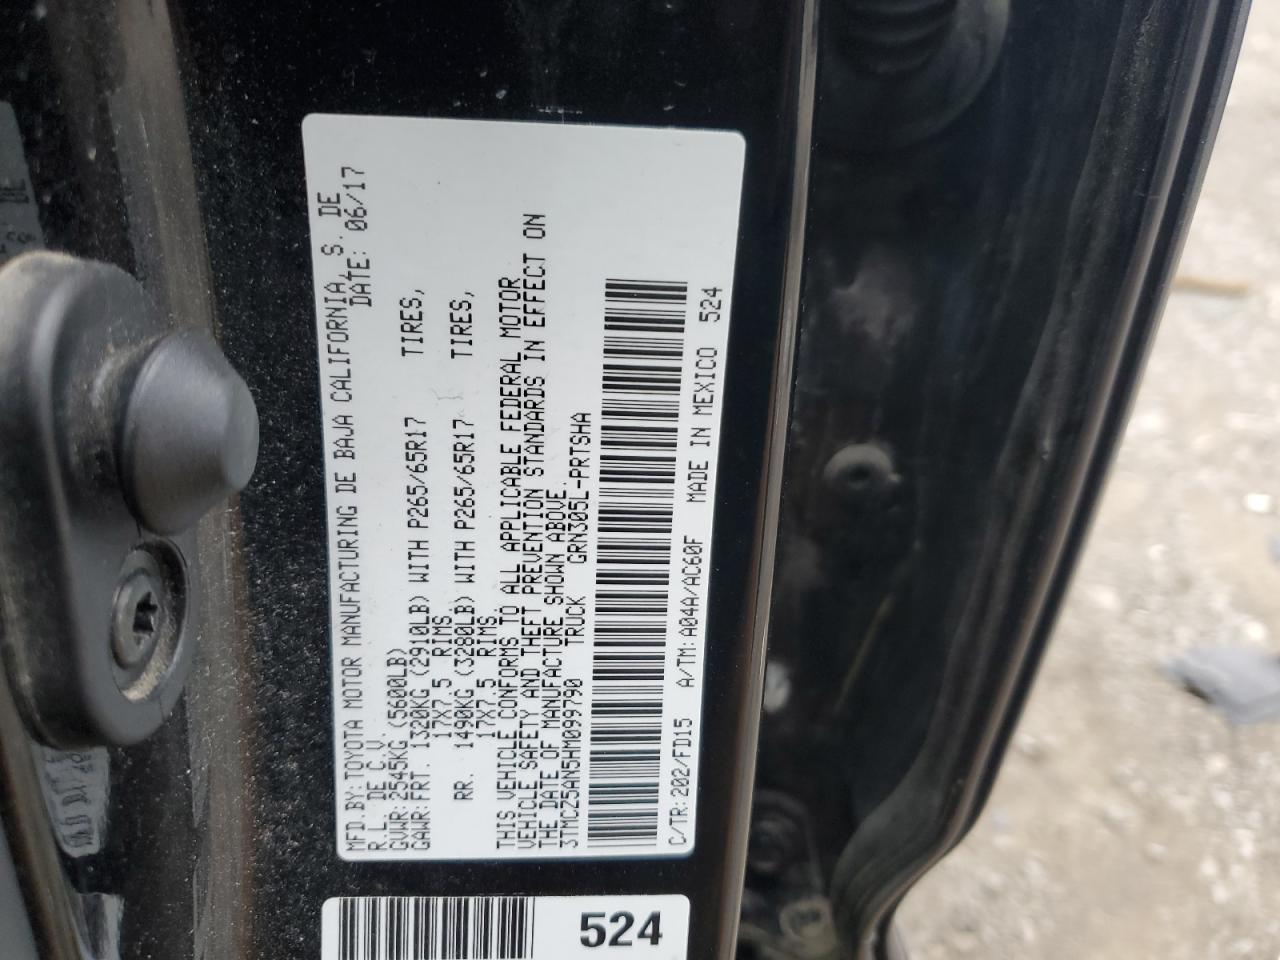 MFD.BY: TOYOTA MOTOR MANUFACTURING DE BAJA CALIFORNIA, S. DE
R.L. DE C.V. DATE: 06/17
GVWR: 2545KG (5600LB)
GAWR: FRT. 1320KG (2910LB) WITH P265/65R17 TIRES,
17X7.5 RIMS.
RR. 1490KG (3280LB) WITH P265/65R17 TIRES,
17X7.5 RIMS.
THIS VEHICLE CONFORMS TO ALL APPLICABLE FEDERAL MOTOR
VEHICLE SAFETY AND THEFT PREVENTION STANDARDS IN EFFECT ON
THE DATE OF MANUFACTURE SHOWN ABOVE.
3TMCZ5AN5HM099790 TRUCK GRN305L-PRTSHA
C/TR: 202/FD15 A/TM: A04A/AC60F MADE IN MEXICO 524
524